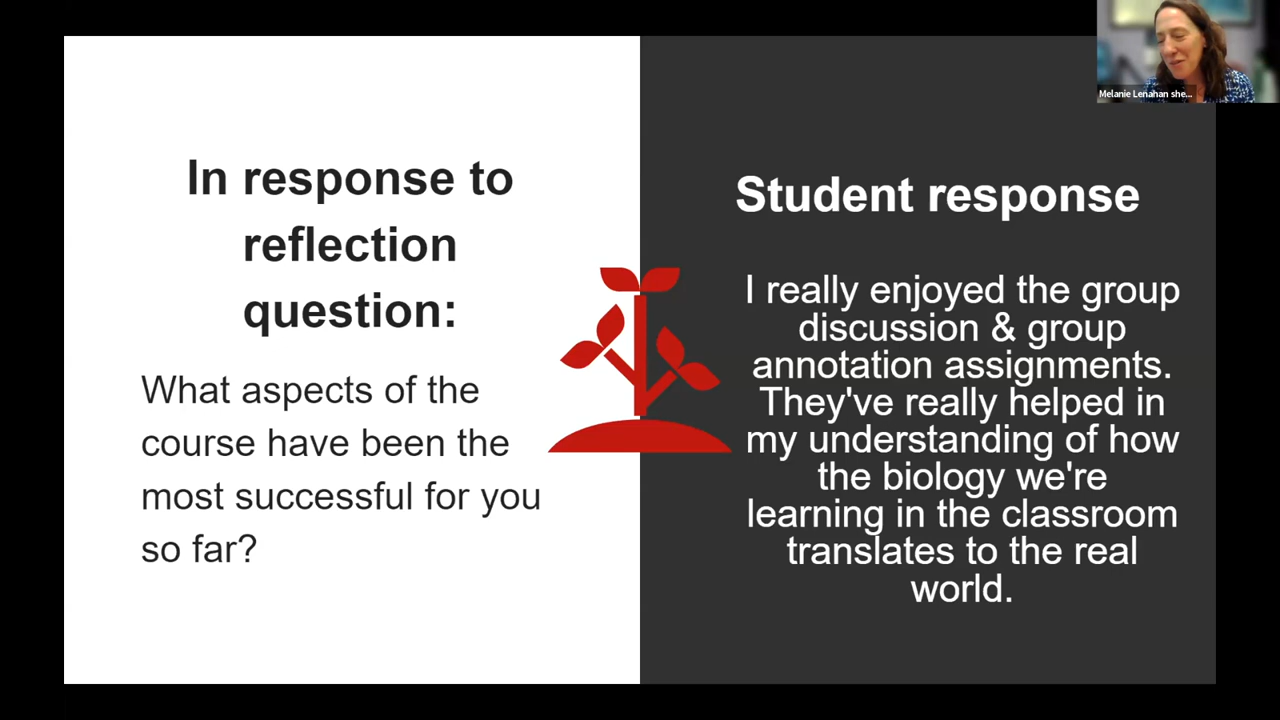 Melanie Lenahan she...
In response to
reflection
question:
What aspects of the
course have been the
most successful for you
so far?
Student response
I really enjoyed the group
discussion & group
annotation assignments.
They've really helped in
my understanding of how
the biology we're
learning in the classroom
translates to the real
world.